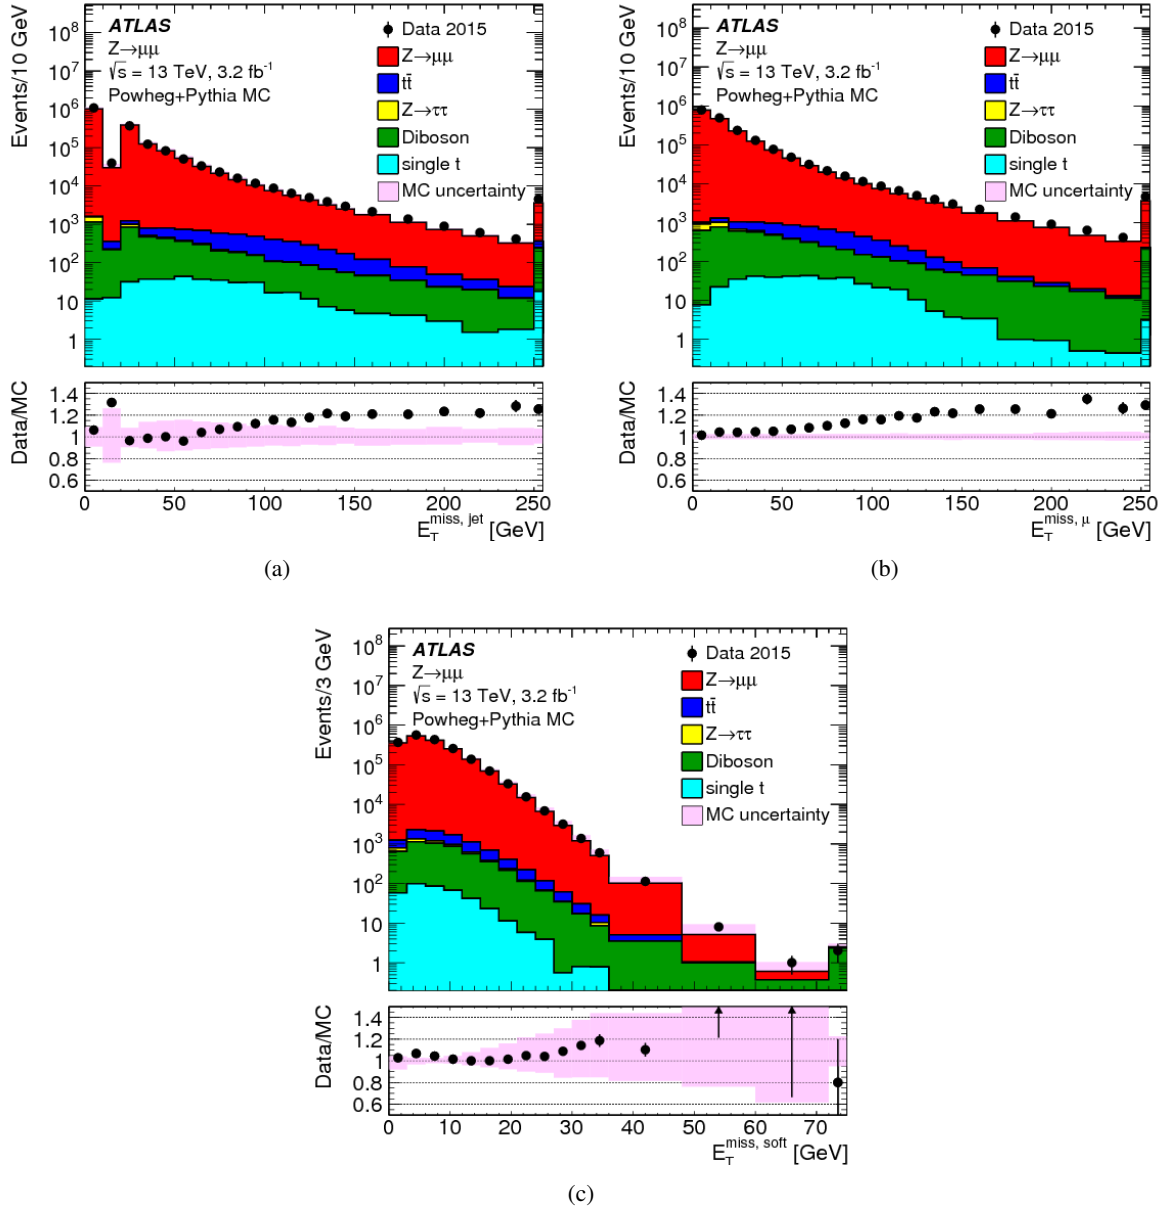 ATLAS
Z→μμ
√s = 13 TeV, 3.2 fb⁻¹
Powheg+Pythia MC
Data 2015
Z→μμ
tt̄
Z→ττ
Diboson
single t
MC uncertainty
Events/10 GeV
10⁸
10⁷
10⁶
10⁵
10⁴
10³
10²
10
1
Data/MC
1.4
1.2
1
0.8
0.6
0 50 100 150 200 250
E_T^miss, jet [GeV]
(a)
ATLAS
Z→μμ
√s = 13 TeV, 3.2 fb⁻¹
Powheg+Pythia MC
Data 2015
Z→μμ
tt̄
Z→ττ
Diboson
single t
MC uncertainty
Events/10 GeV
10⁸
10⁷
10⁶
10⁵
10⁴
10³
10²
10
1
Data/MC
1.4
1.2
1
0.8
0.6
0 50 100 150 200 250
E_T^miss, μ [GeV]
(b)
ATLAS
Z→μμ
√s = 13 TeV, 3.2 fb⁻¹
Powheg+Pythia MC
Data 2015
Z→μμ
tt̄
Z→ττ
Diboson
single t
MC uncertainty
Events/3 GeV
10⁸
10⁷
10⁶
10⁵
10⁴
10³
10²
10
1
Data/MC
1.4
1.2
1
0.8
0.6
0 10 20 30 40 50 60 70
E_T^miss, soft [GeV]
(c)